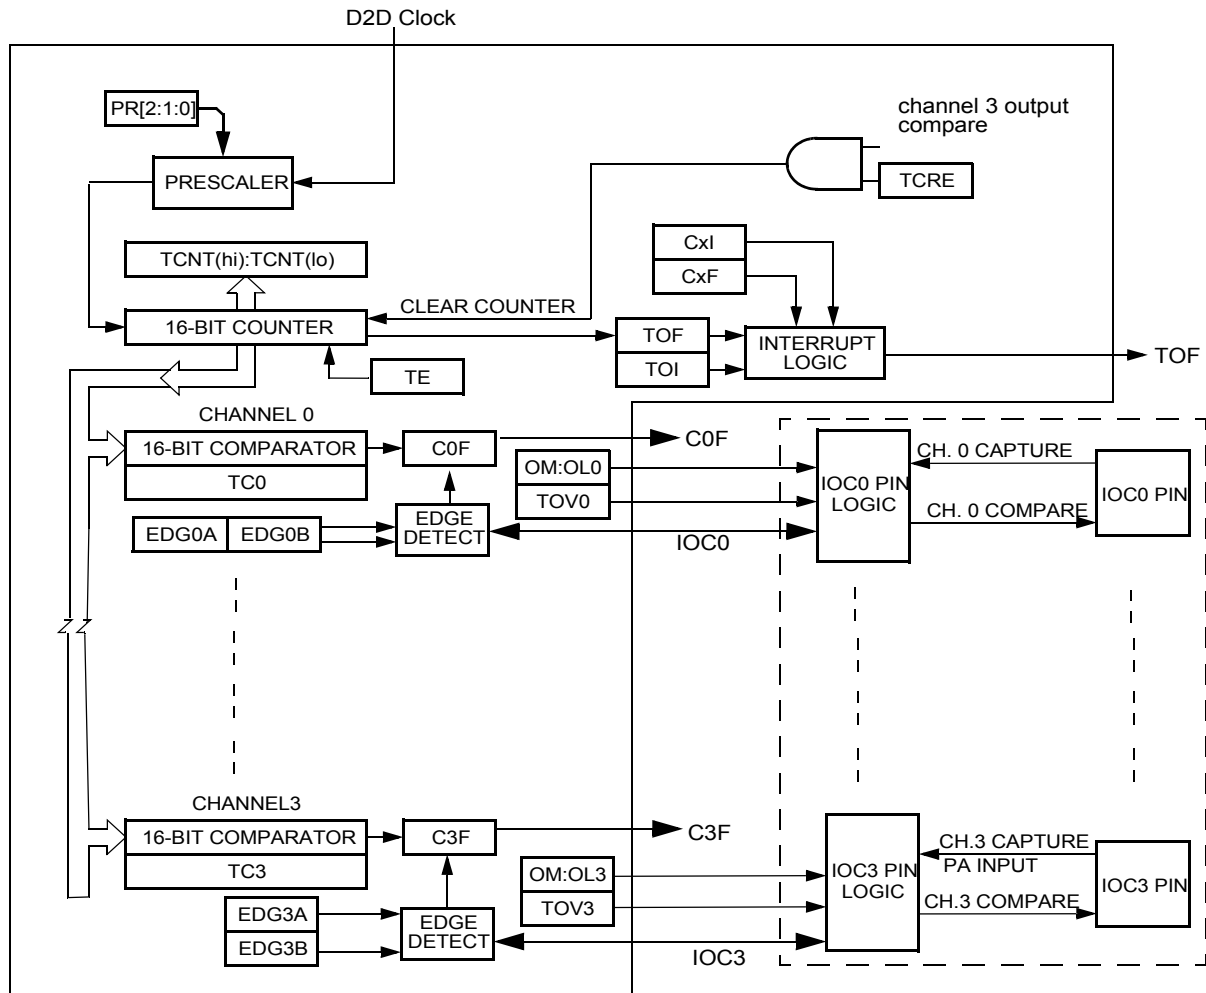 D2D Clock
PR[2:1:0]
channel 3 output
compare
PRESCALER
TCRE
CxI
CxF
TCNT(hi):TCNT(lo)
CLEAR COUNTER
16-BIT COUNTER
TOF
TOI
INTERRUPT
LOGIC
TOF
TE
CHANNEL 0
16-BIT COMPARATOR
TC0
C0F
C0F
OM:OL0
TOV0
IOC0 PIN
LOGIC
CH. 0 CAPTURE
CH. 0 COMPARE
IOC0 PIN
EDG0A
EDG0B
EDGE
DETECT
IOC0
CHANNEL3
16-BIT COMPARATOR
TC3
C3F
C3F
OM:OL3
TOV3
IOC3 PIN
LOGIC
CH.3 CAPTURE
PA INPUT
CH.3 COMPARE
IOC3 PIN
EDG3A
EDG3B
EDGE
DETECT
IOC3